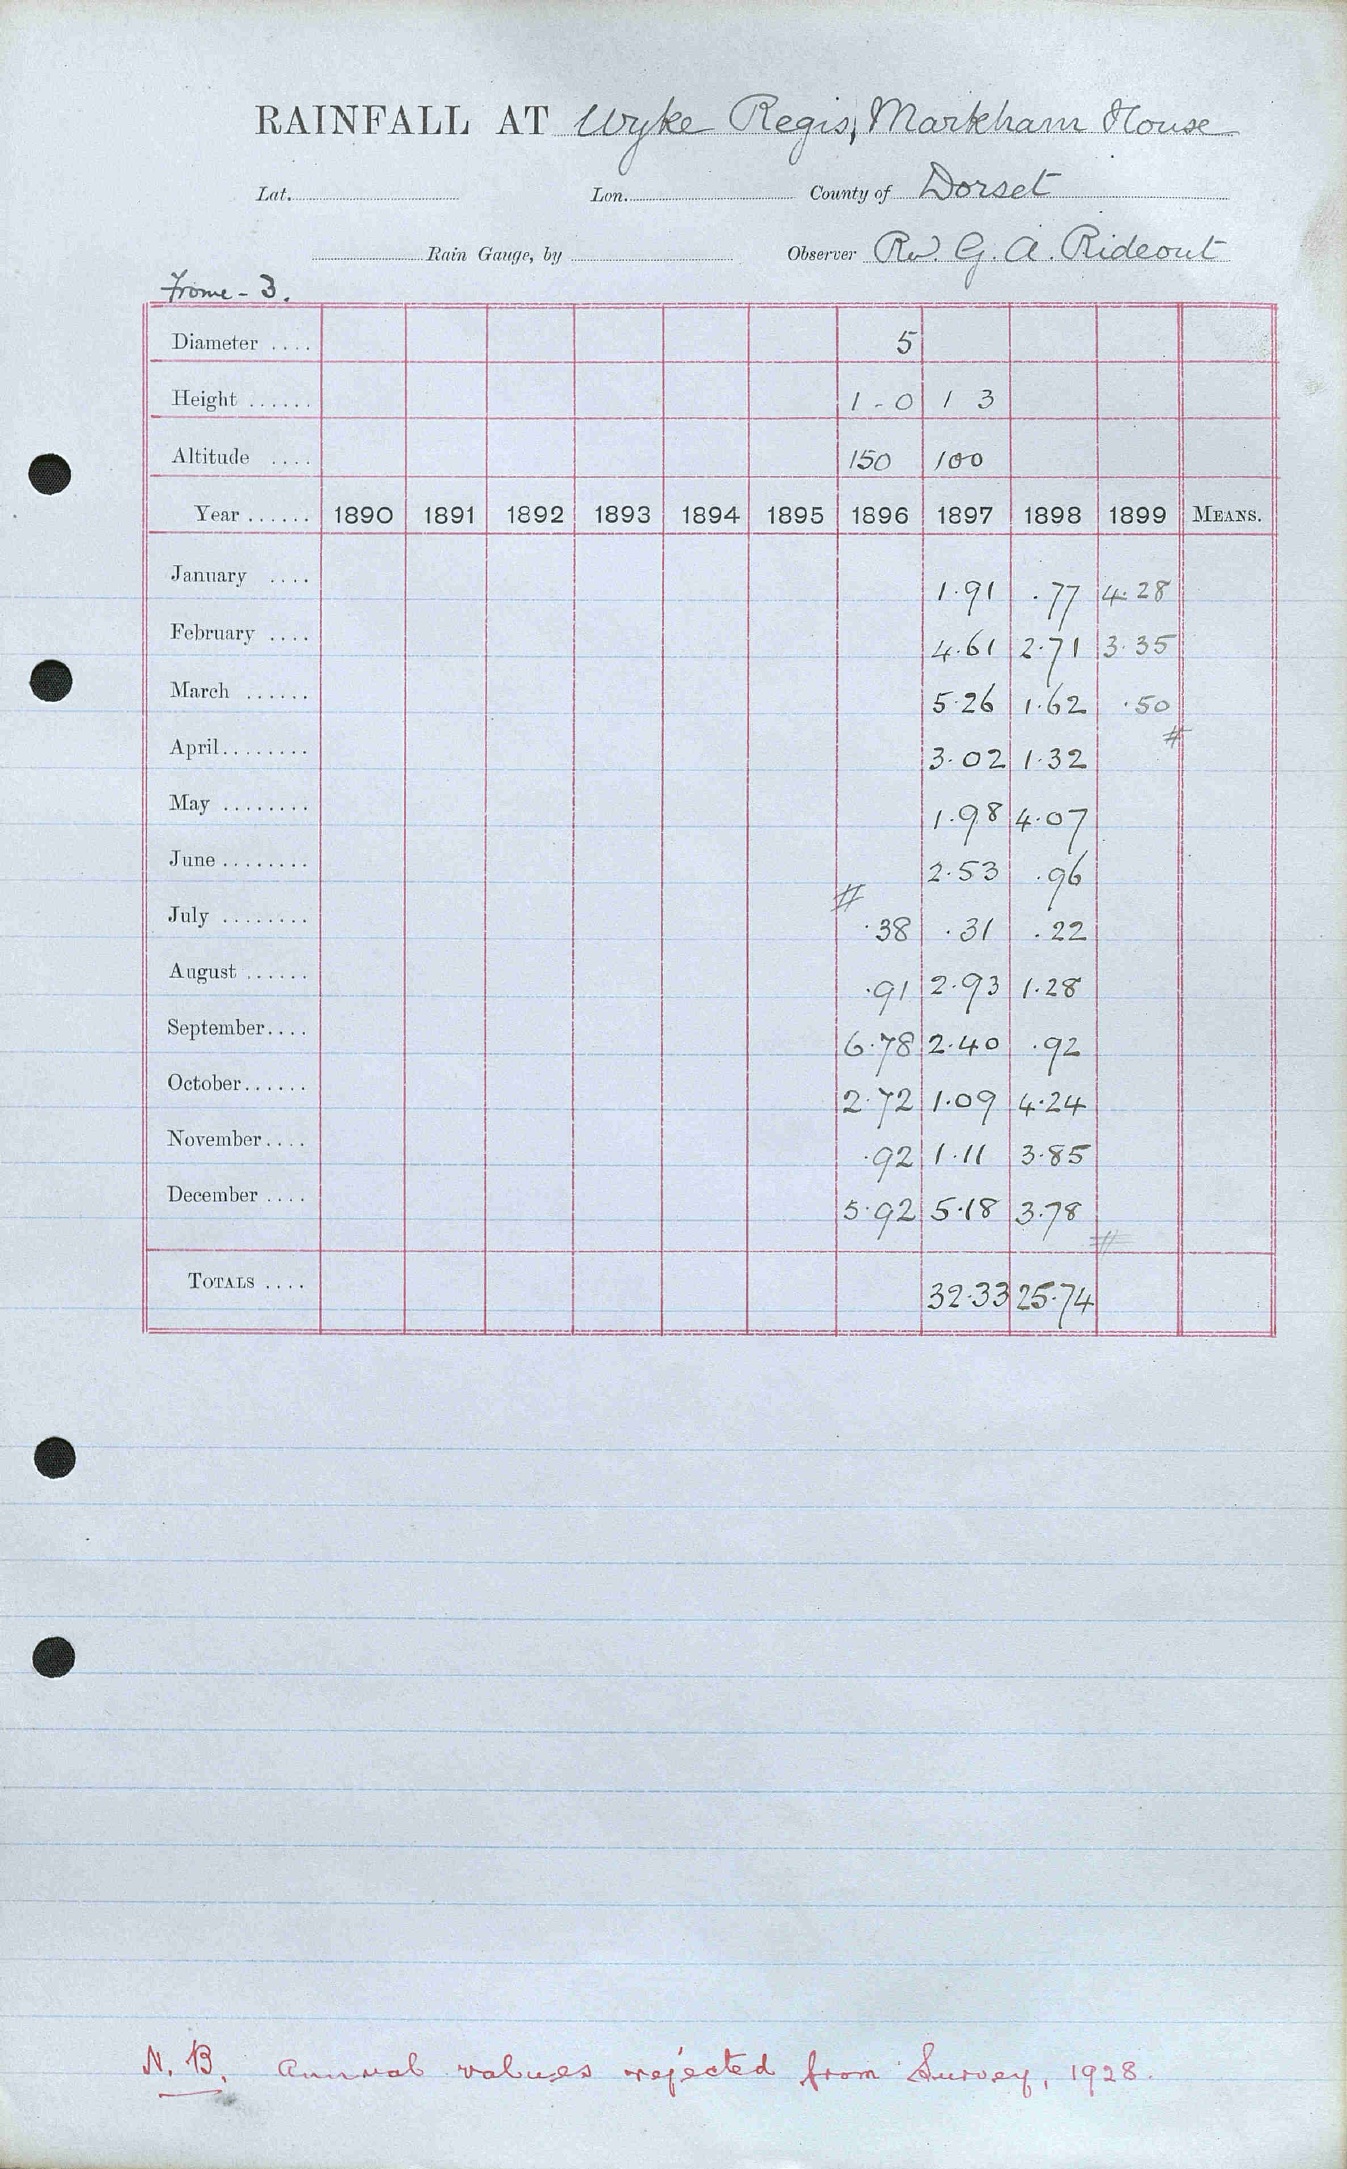 RAINFALL AT Wyke Regis, Markham House
Lat. Lon. County of Dorset
Rain Gauge, by Observer Rev. G. A. Rideout
Frome - 3.
Diameter .... 5
Height ...... 1 - 0 1 3
Altitude .... 150 100
Year ...... 1890 1891 1892 1893 1894 1895 1896 1897 1898 1899 MEANS.
January .... 1.91 .77 4.28
February .... 4.61 2.71 3.35
March ...... 5.26 1.62 .50
April ........ 3.02 1.32 #
May ........ 1.98 4.07
June ........ 2.53 .96
July ........ # .38 .31 .22
August ...... .91 2.93 1.28
September.... 6.78 2.40 .92
October...... 2.72 1.09 4.24
November.... .92 1.11 3.85
December .... 5.92 5.18 3.78 #
TOTALS .... 32.33 25.74
N. B. Annual values rejected from Survey, 1928.